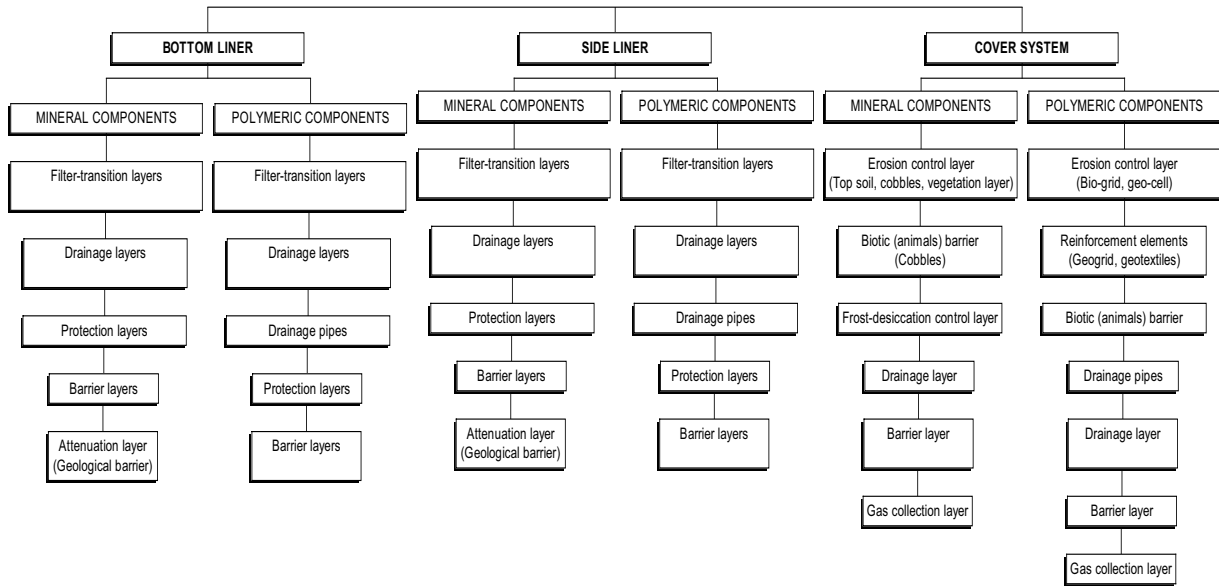 BOTTOM LINER
MINERAL COMPONENTS
Filter-transition layers
Drainage layers
Protection layers
Barrier layers
Attenuation layer
(Geological barrier)
POLYMERIC COMPONENTS
Filter-transition layers
Drainage layers
Drainage pipes
Protection layers
Barrier layers
SIDE LINER
MINERAL COMPONENTS
Filter-transition layers
Drainage layers
Protection layers
Barrier layers
Attenuation layer
(Geological barrier)
POLYMERIC COMPONENTS
Filter-transition layers
Drainage layers
Drainage pipes
Protection layers
Barrier layers
COVER SYSTEM
MINERAL COMPONENTS
Erosion control layer
(Top soil, cobbles, vegetation layer)
Biotic (animals) barrier
(Cobbles)
Frost-desiccation control layer
Drainage layer
Barrier layer
Gas collection layer
POLYMERIC COMPONENTS
Erosion control layer
(Bio-grid, geo-cell)
Reinforcement elements
(Geogrid, geotextiles)
Biotic (animals) barrier
Drainage pipes
Drainage layer
Barrier layer
Gas collection layer